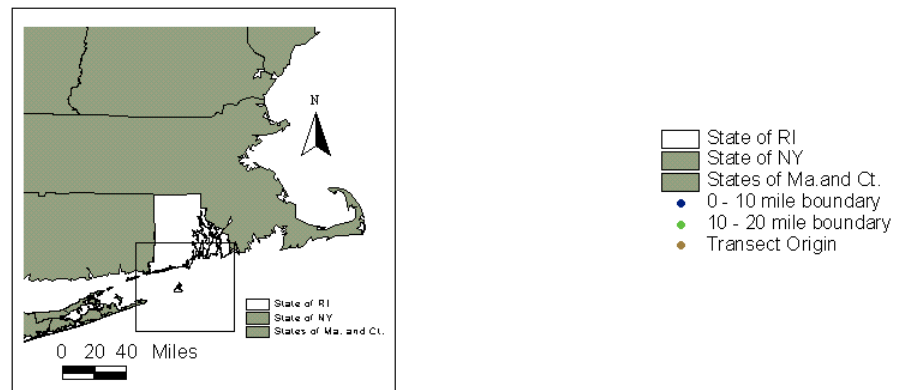 N
State of RI
State of NY
States of Ma. and Ct.
0 20 40 Miles
State of RI
State of NY
States of Ma.and Ct.
0 - 10 mile boundary
10 - 20 mile boundary
Transect Origin